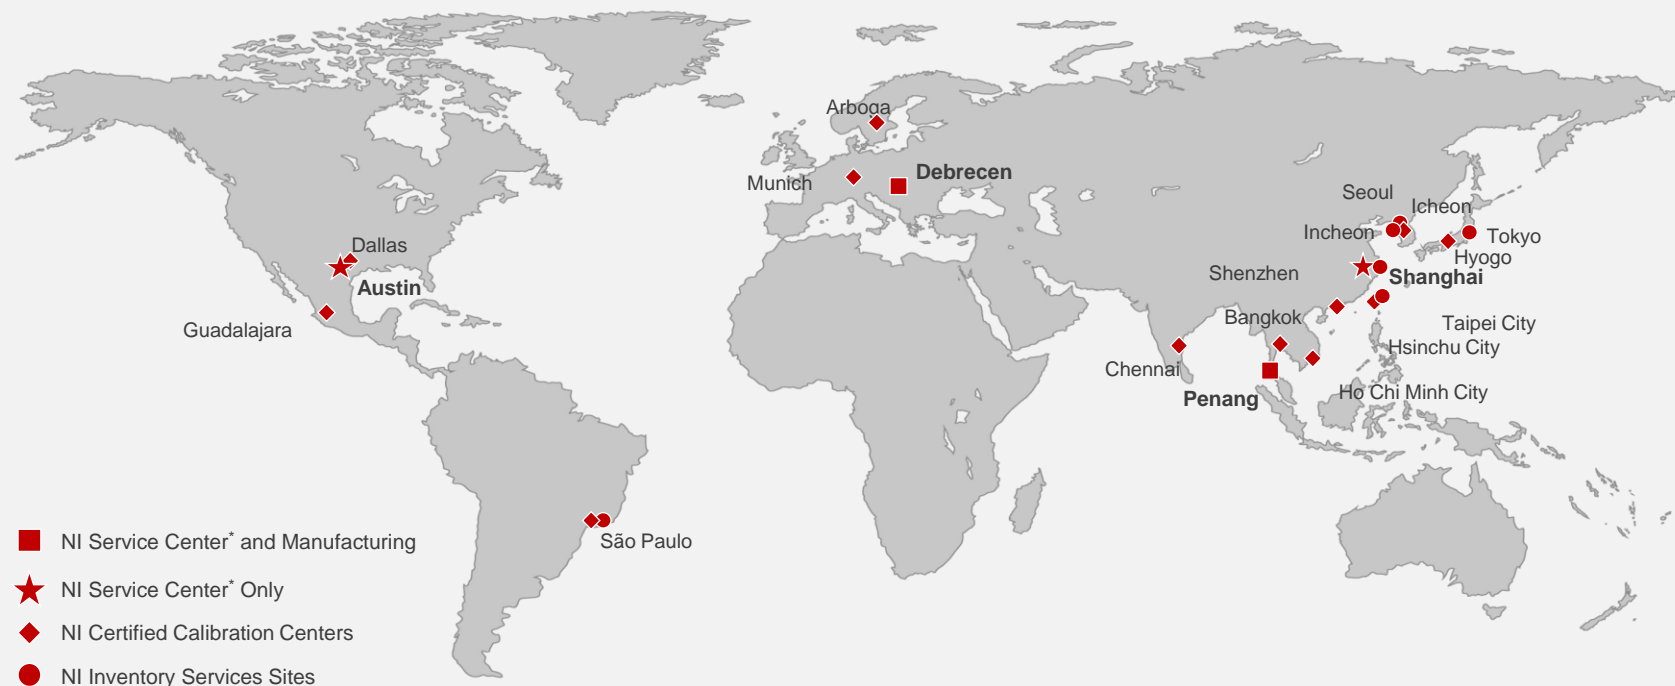 Arboga
Munich
Debrecen
Seoul
Icheon
Incheon
Tokyo
Hyogo
Dallas
Austin
Shenzhen
Shanghai
Guadalajara
Bangkok
Taipei City
Hsinchu City
Chennai
Penang
Ho Chi Minh City
São Paulo
NI Service Center* and Manufacturing
NI Service Center* Only
NI Certified Calibration Centers
NI Inventory Services Sites